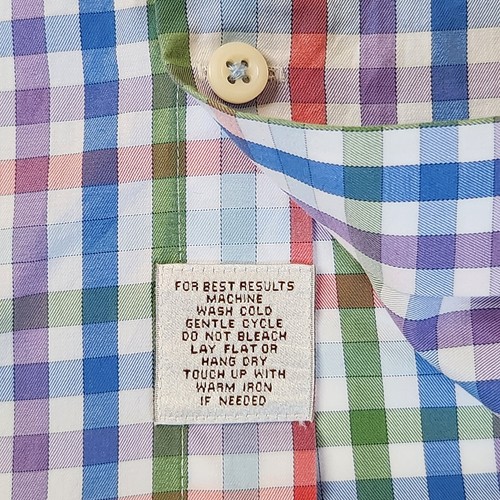 FOR BEST RESULTS
MACHINE
WASH COLD
GENTLE CYCLE
DO NOT BLEACH
LAY FLAT OR
HANG DRY
TOUCH UP WITH
WARM IRON
IF NEEDED